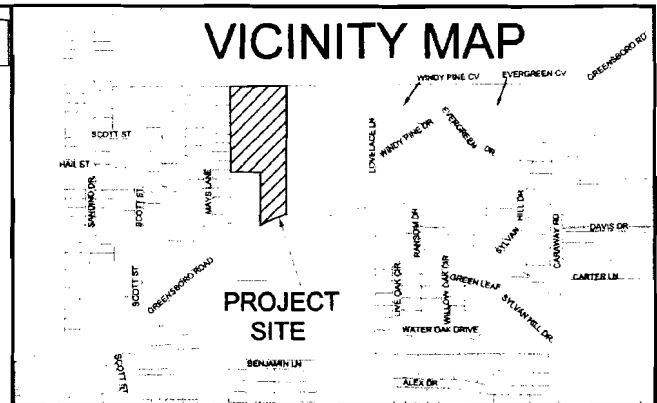 VICINITY MAP
GREENSBORO RD
WINDY PINE CV
EVERGREEN CV
SCOTT ST
HAIL ST
SANDINO DR.
SCOTT ST
MAYS LANE
LOVELACE LN
WINDY PINE DR
EVERGREEN DR
RANSOM DR
SYLVAN HILL DR
CARAWAY RD
DAVIS DR
SCOTT ST
GREENSBORO ROAD
PROJECT
SITE
LIVE OAK CIR.
WILLOW OAK DR
GREEN LEAF
SYLVAN HILL DR.
CARTER LN
WATER OAK DRIVE
SCOTT ST
BENJAMIN LN
ALEX DR